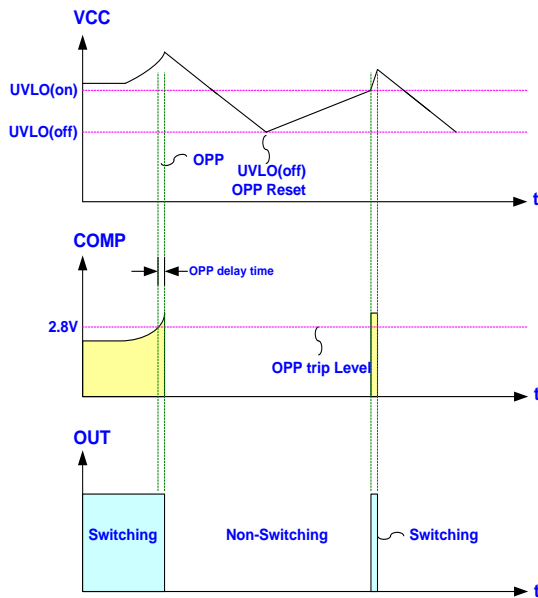 VCC
UVLO(on)
UVLO(off)
OPP
UVLO(off)
OPP Reset
t
COMP
OPP delay time
2.8V
OPP trip Level
t
OUT
Switching
Non-Switching
Switching
t